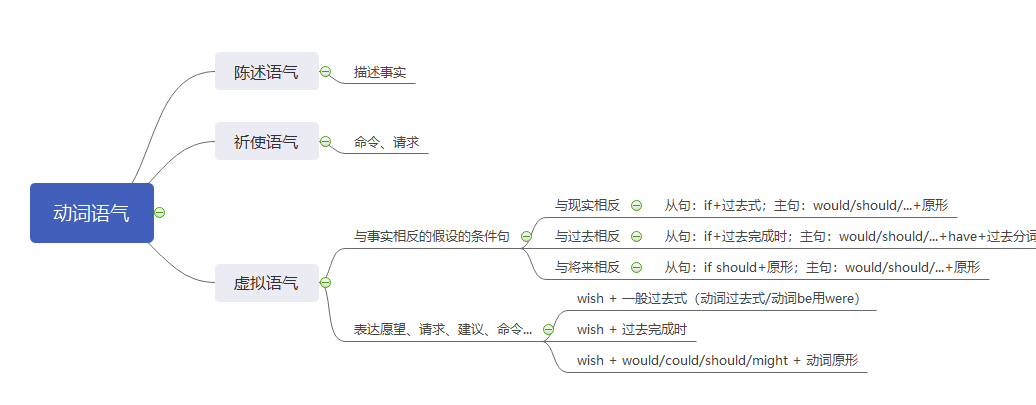 动词语气
陈述语气
描述事实
祈使语气
命令、请求
虚拟语气
与事实相反的假设的条件句
与现实相反
从句：if+过去式；主句：would/should/...+原形
与过去相反
从句：if+过去完成时；主句：would/should/...+have+过去分词
与将来相反
从句：if should+原形；主句：would/should/...+原形
表达愿望、请求、建议、命令...
wish + 一般过去式（动词过去式/动词be用were）
wish + 过去完成时
wish + would/could/should/might + 动词原形